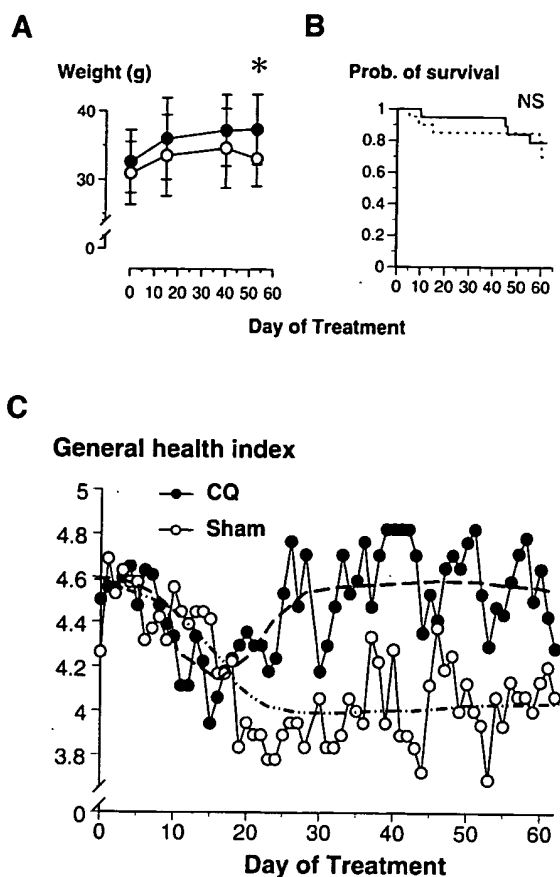 A
Weight (g)
*
40
30
0
0 10 20 30 40 50 60
B
Prob. of survival
NS
1
0.8
0.6
0.4
0.2
0
0 10 20 30 40 50 60
Day of Treatment
C
General health index
CQ
Sham
5
4.8
4.6
4.4
4.2
4
3.8
0
0 10 20 30 40 50 60
Day of Treatment